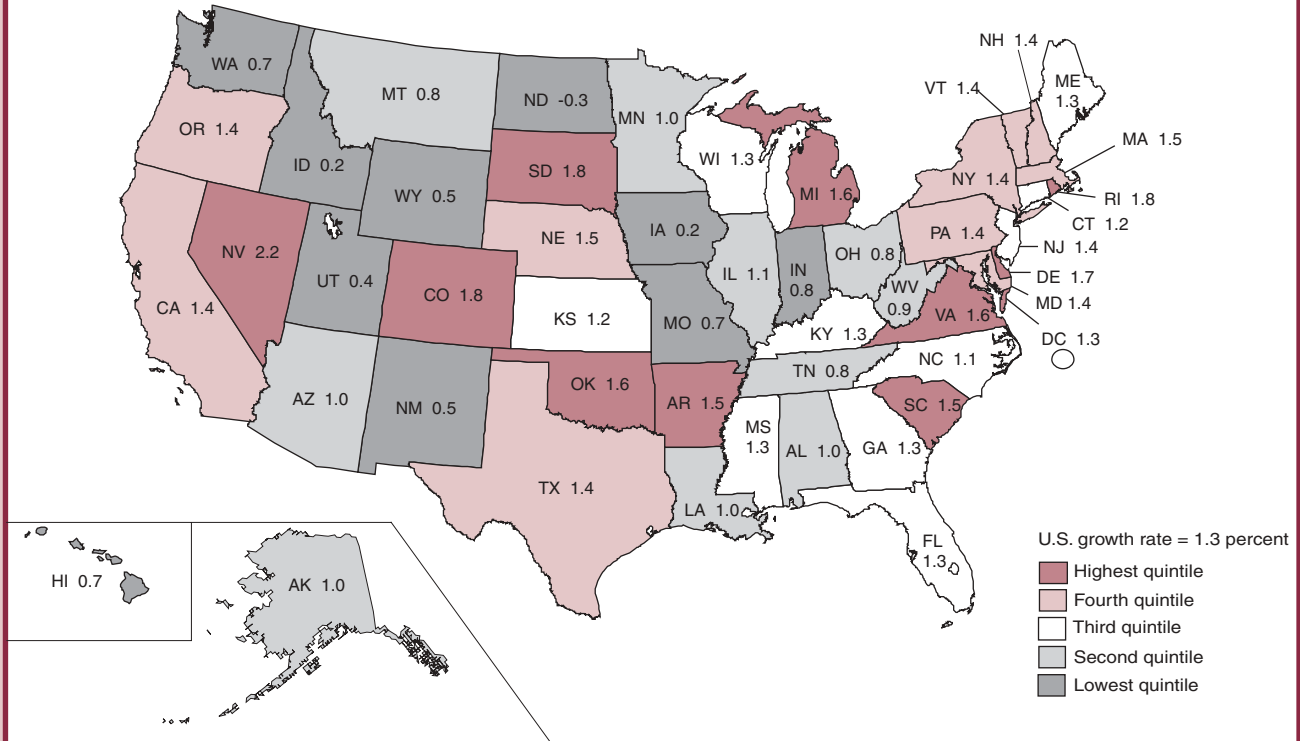 NH 1.4
WA 0.7
MT 0.8
ND -0.3
MN 1.0
VT 1.4
ME
1.3
OR 1.4
ID 0.2
WY 0.5
SD 1.8
WI 1.3
MI 1.6
NY 1.4
MA 1.5
RI 1.8
CT 1.2
NV 2.2
UT 0.4
CO 1.8
NE 1.5
IA 0.2
IL 1.1
IN
0.8
OH 0.8
PA 1.4
NJ 1.4
DE 1.7
MD 1.4
CA 1.4
KS 1.2
MO 0.7
KY 1.3
WV
0.9
VA 1.6
DC 1.3
AZ 1.0
NM 0.5
OK 1.6
AR 1.5
TN 0.8
NC 1.1
SC 1.5
TX 1.4
LA 1.0
MS
1.3
AL 1.0
GA 1.3
FL
1.3
HI 0.7
AK 1.0
U.S. growth rate = 1.3 percent
Highest quintile
Fourth quintile
Third quintile
Second quintile
Lowest quintile